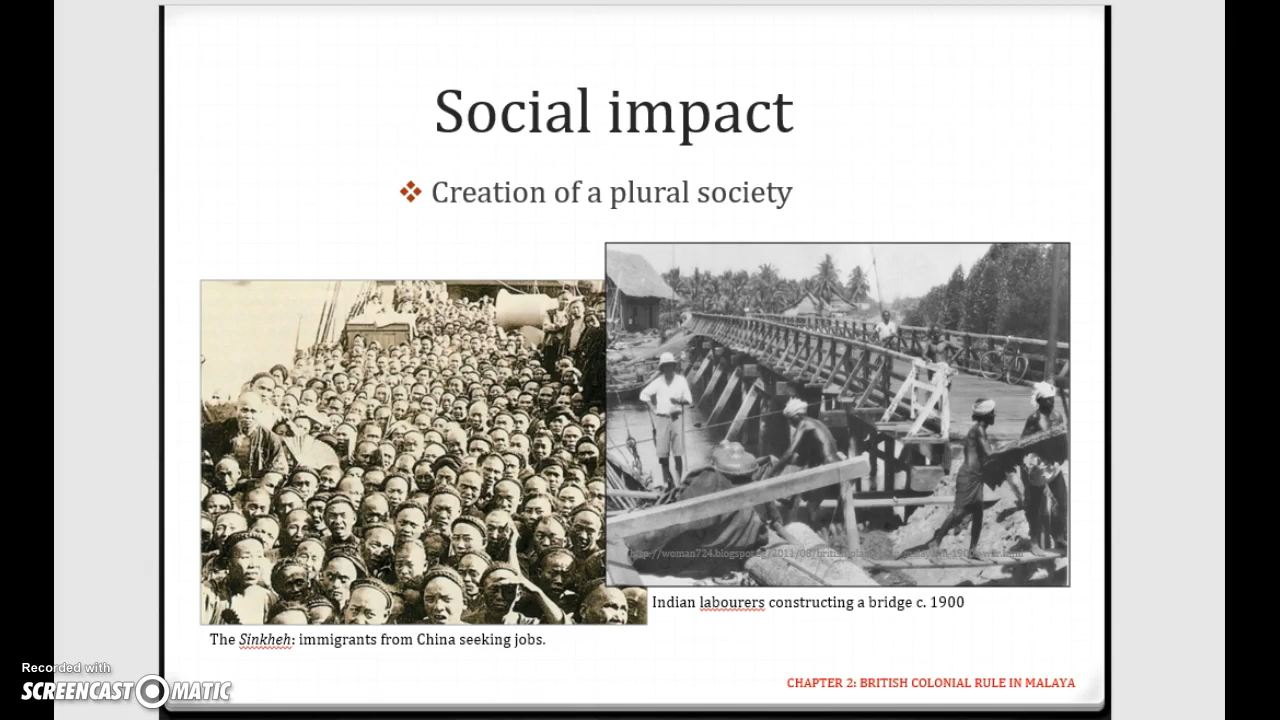 Social impact
Creation of a plural society
Indian labourers constructing a bridge c. 1900
The Sinkheh: immigrants from China seeking jobs.
CHAPTER 2: BRITISH COLONIAL RULE IN MALAYA
Recorded with
SCREENCAST MATIC